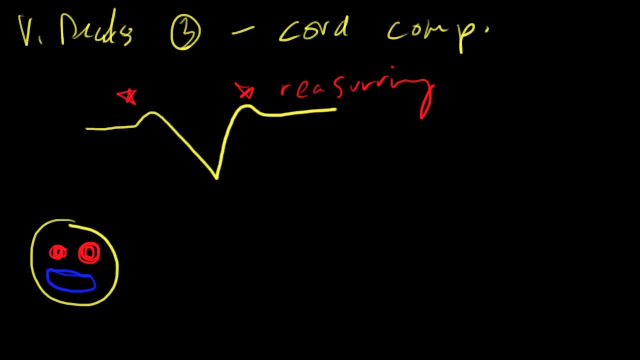 V. Decels ③ - cord comp.
reassuring